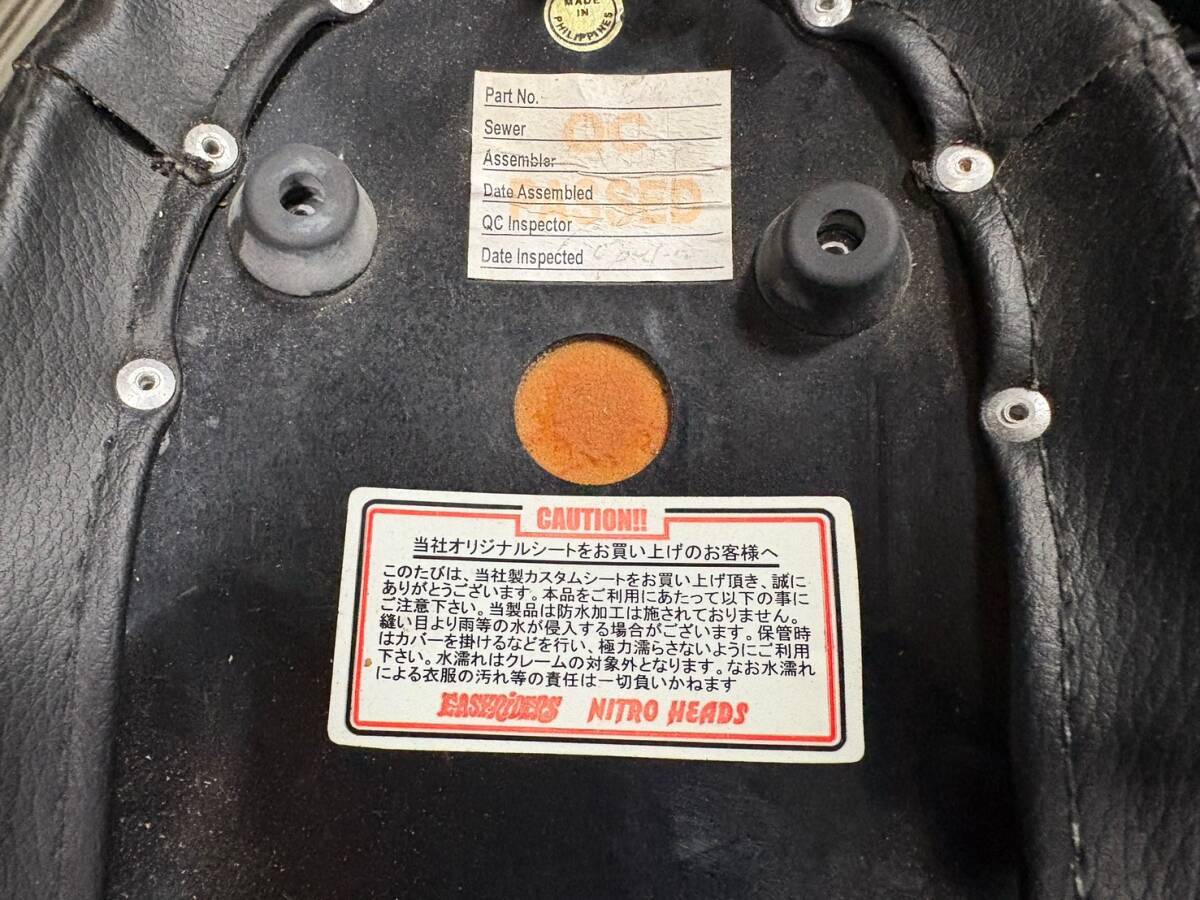 MADE
IN
PHILIPPINES
Part No.
Sewer
QC
Assembler
Date Assembled
PASSED
QC Inspector
Date Inspected
CAUTION!!
当社オリジナルシートをお買い上げのお客様へ
このたびは、当社製カスタムシートをお買い上げ頂き、誠に
ありがとうございます。本品をご利用にあたって以下の事に
ご注意下さい。当製品は防水加工は施されておりません。
縫い目より雨等の水が侵入する場合がございます。保管時
はカバーを掛けるなどを行い、極力濡らさないようにご利用
下さい。水濡れはクレームの対象外となります。なお水濡れ
による衣服の汚れ等の責任は一切負いかねます
EASYRIDERS NITRO HEADS